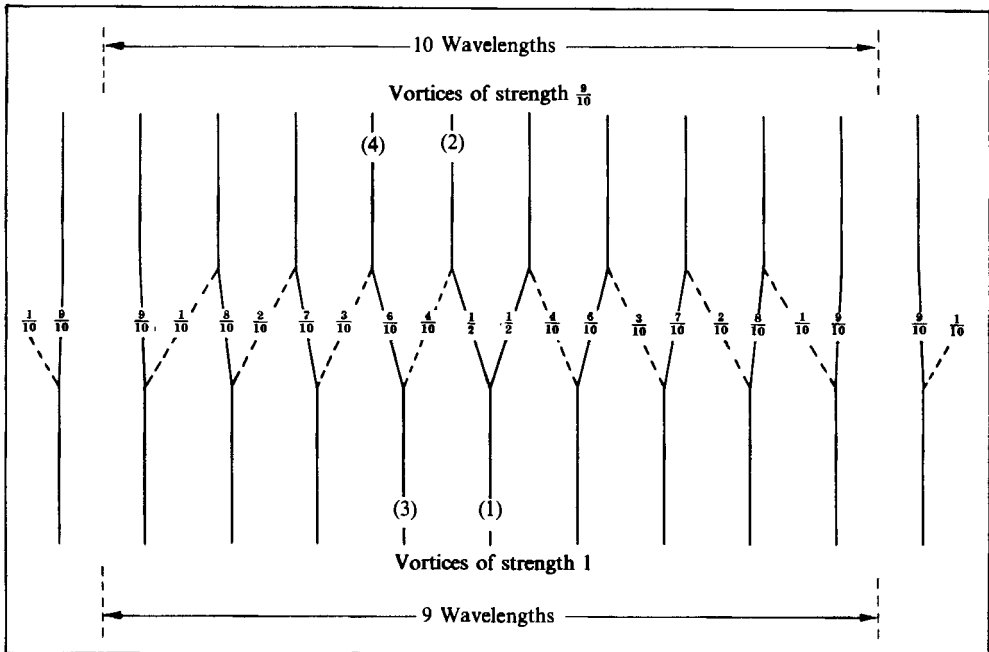 10 Wavelengths
Vortices of strength 9/10
(4) (2)
1/10 9/10 9/10 1/10 8/10 2/10 7/10 3/10 6/10 4/10 1/2 1/2 4/10 6/10 3/10 7/10 2/10 8/10 1/10 9/10 9/10 1/10
(3) (1)
Vortices of strength 1
9 Wavelengths